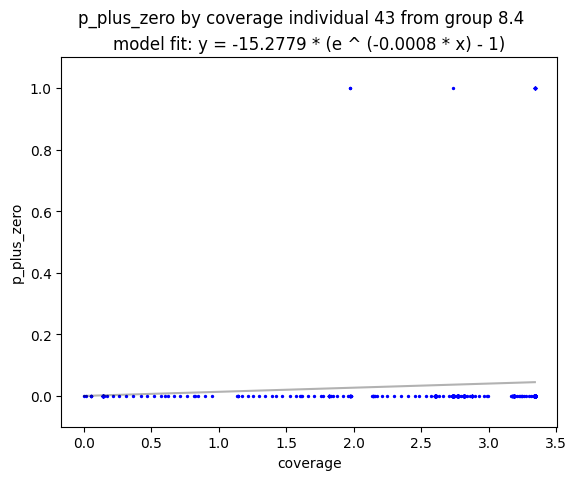 p_plus_zero by coverage individual 43 from group 8.4
model fit: y = -15.2779 * (e ^ (-0.0008 * x) - 1)
1.0
0.8
0.6
0.4
0.2
0.0
p_plus_zero
0.0 0.5 1.0 1.5 2.0 2.5 3.0 3.5
coverage